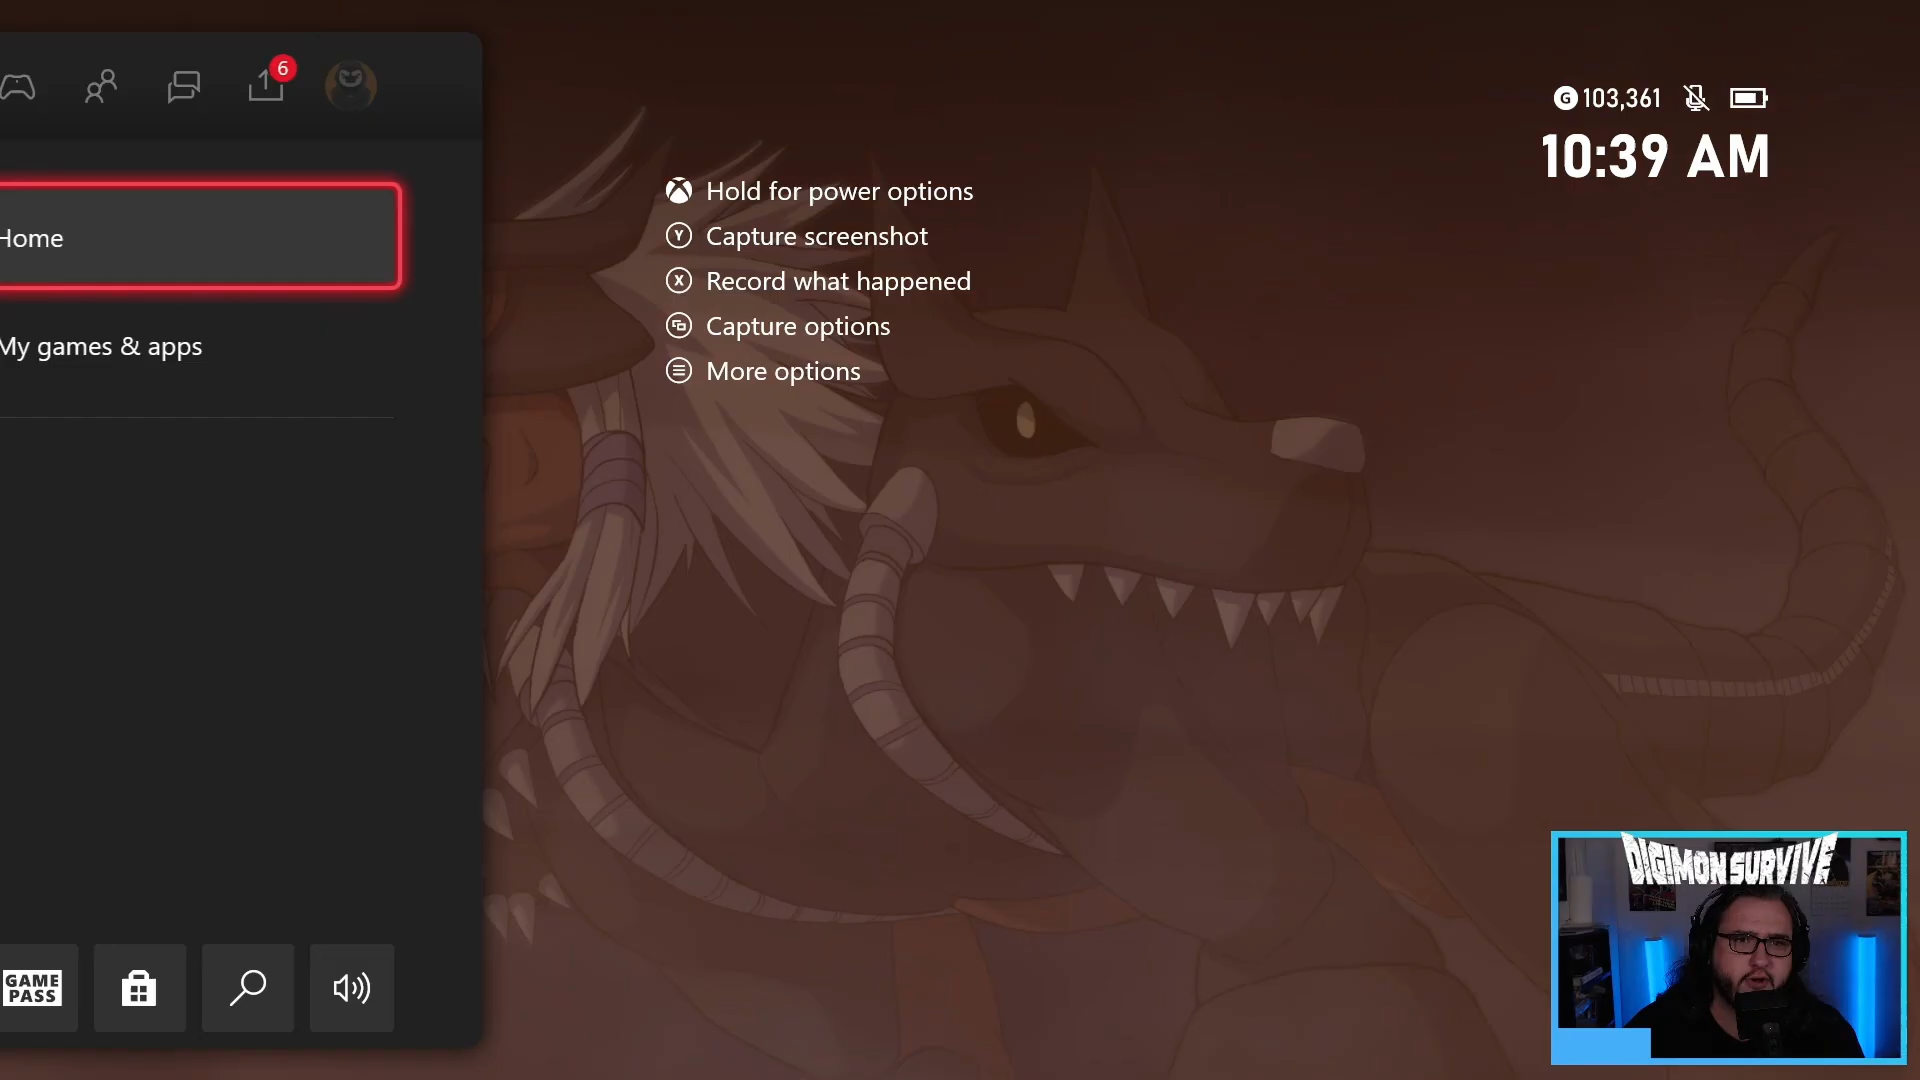 6
G 103,361
10:39 AM
Home
My games & apps
Hold for power options
Y Capture screenshot
X Record what happened
Capture options
More options
GAME
PASS
DIGIMON SURVIVE